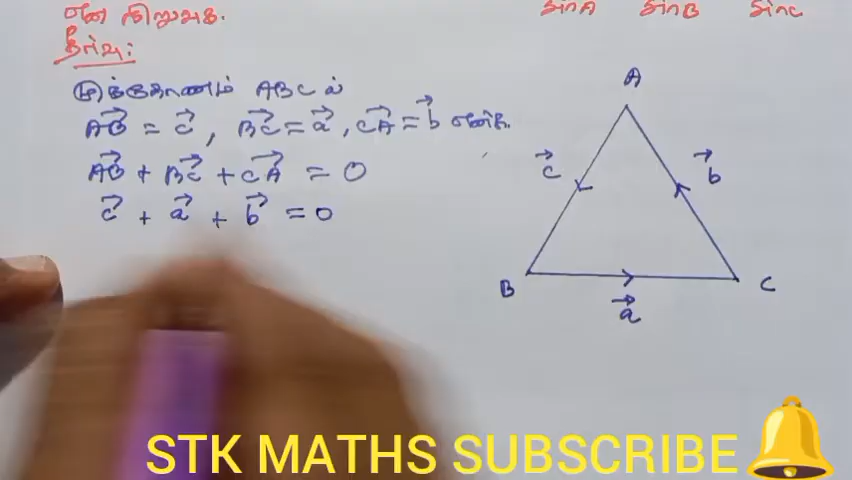 என நிறுவுக.
sinA sinB sinC
தீர்வு:
முக்கோணம் ABC ல்
AB⃗ = c⃗, BC⃗ = a⃗, CA⃗ = b⃗ என்க.
AB⃗ + BC⃗ + CA⃗ = 0
c⃗ + a⃗ + b⃗ = 0
A
c⃗
b⃗
B
C
a⃗
STK MATHS SUBSCRIBE